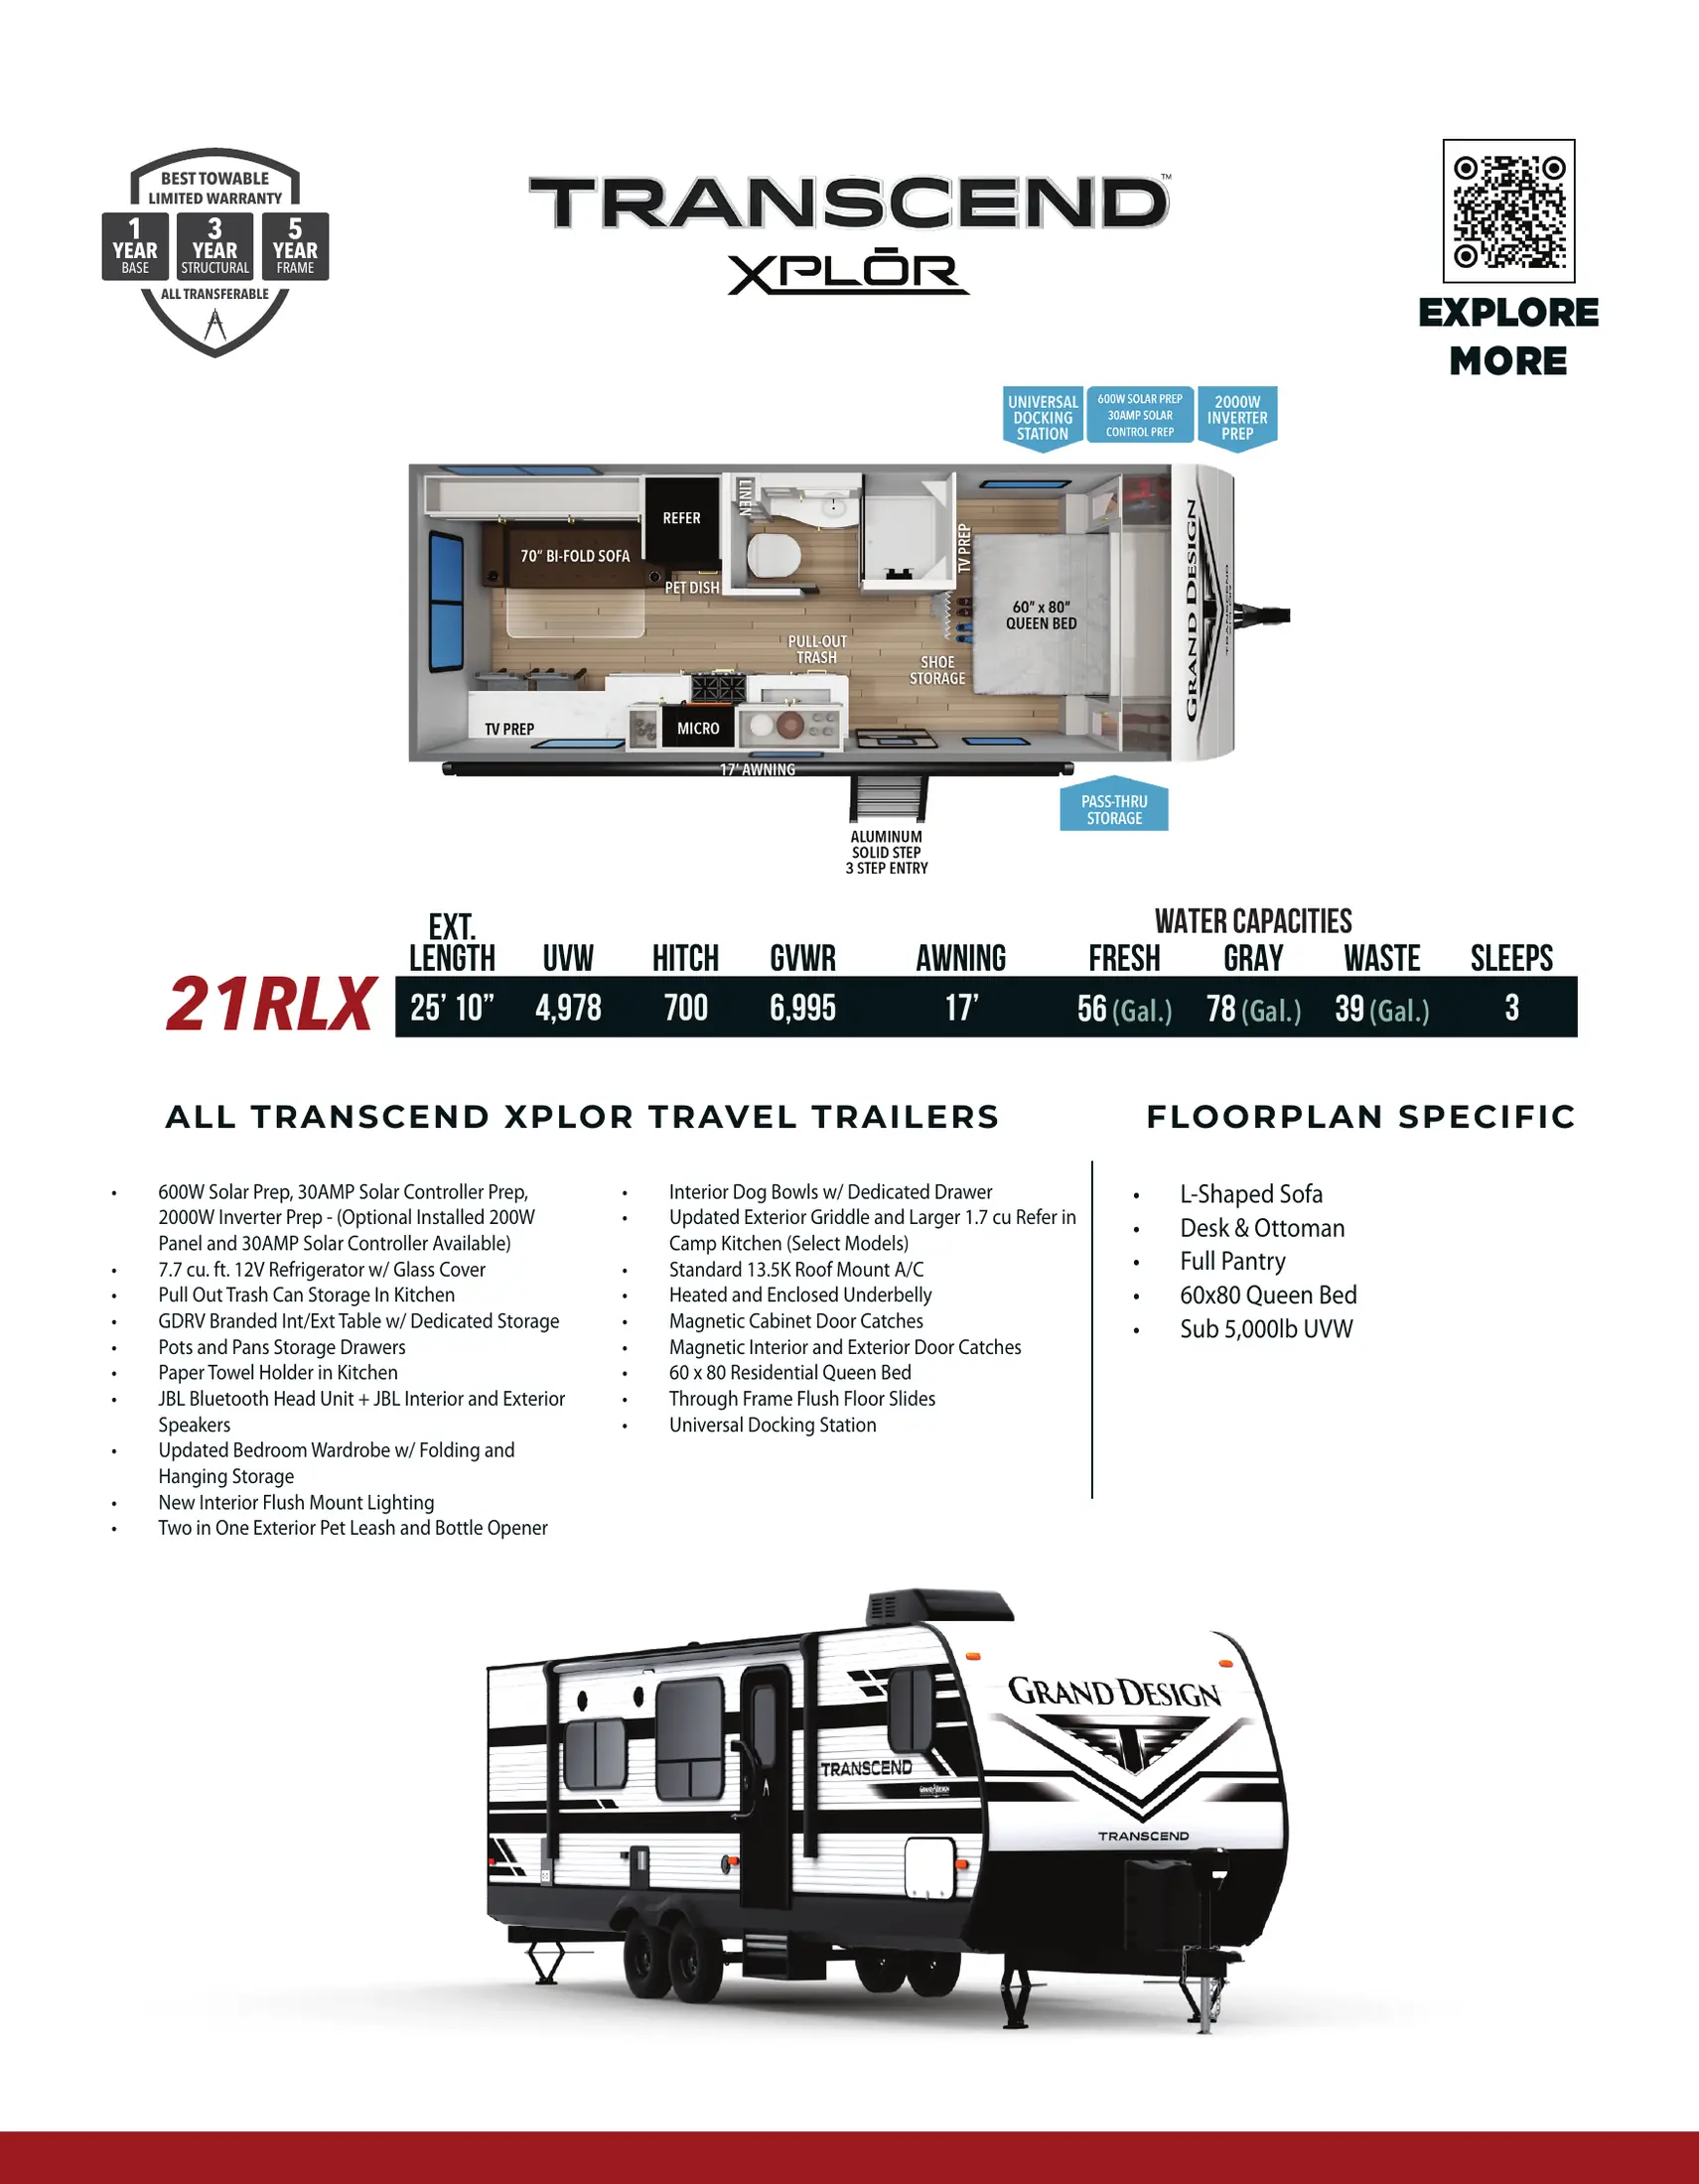 BEST TOWABLE
LIMITED WARRANTY
1
YEAR
BASE
3
YEAR
STRUCTURAL
5
YEAR
FRAME
ALL TRANSFERABLE
TRANSCEND™
XPLŌR
EXPLORE
MORE
UNIVERSAL
DOCKING
STATION
600W SOLAR PREP
30AMP SOLAR
CONTROL PREP
2000W
INVERTER
PREP
LINEN
REFER
70" BI-FOLD SOFA
PET DISH
TV PREP
60" x 80"
QUEEN BED
PULL-OUT
TRASH
SHOE
STORAGE
TV PREP
MICRO
GRAND DESIGN
TRANSCEND
17' AWNING
PASS-THRU
STORAGE
ALUMINUM
SOLID STEP
3 STEP ENTRY
WATER CAPACITIES
EXT.
LENGTH UVW HITCH GVWR AWNING FRESH GRAY WASTE SLEEPS
21RLX 25' 10" 4,978 700 6,995 17' 56 (Gal.) 78 (Gal.) 39 (Gal.) 3
ALL TRANSCEND XPLOR TRAVEL TRAILERS
• 600W Solar Prep, 30AMP Solar Controller Prep,
2000W Inverter Prep - (Optional Installed 200W
Panel and 30AMP Solar Controller Available)
• 7.7 cu. ft. 12V Refrigerator w/ Glass Cover
• Pull Out Trash Can Storage In Kitchen
• GDRV Branded Int/Ext Table w/ Dedicated Storage
• Pots and Pans Storage Drawers
• Paper Towel Holder in Kitchen
• JBL Bluetooth Head Unit + JBL Interior and Exterior
Speakers
• Updated Bedroom Wardrobe w/ Folding and
Hanging Storage
• New Interior Flush Mount Lighting
• Two in One Exterior Pet Leash and Bottle Opener
• Interior Dog Bowls w/ Dedicated Drawer
• Updated Exterior Griddle and Larger 1.7 cu Refer in
Camp Kitchen (Select Models)
• Standard 13.5K Roof Mount A/C
• Heated and Enclosed Underbelly
• Magnetic Cabinet Door Catches
• Magnetic Interior and Exterior Door Catches
• 60 x 80 Residential Queen Bed
• Through Frame Flush Floor Slides
• Universal Docking Station
FLOORPLAN SPECIFIC
• L-Shaped Sofa
• Desk & Ottoman
• Full Pantry
• 60x80 Queen Bed
• Sub 5,000lb UVW
GRAND DESIGN
TRANSCEND
GRAND DESIGN
TRANSCEND